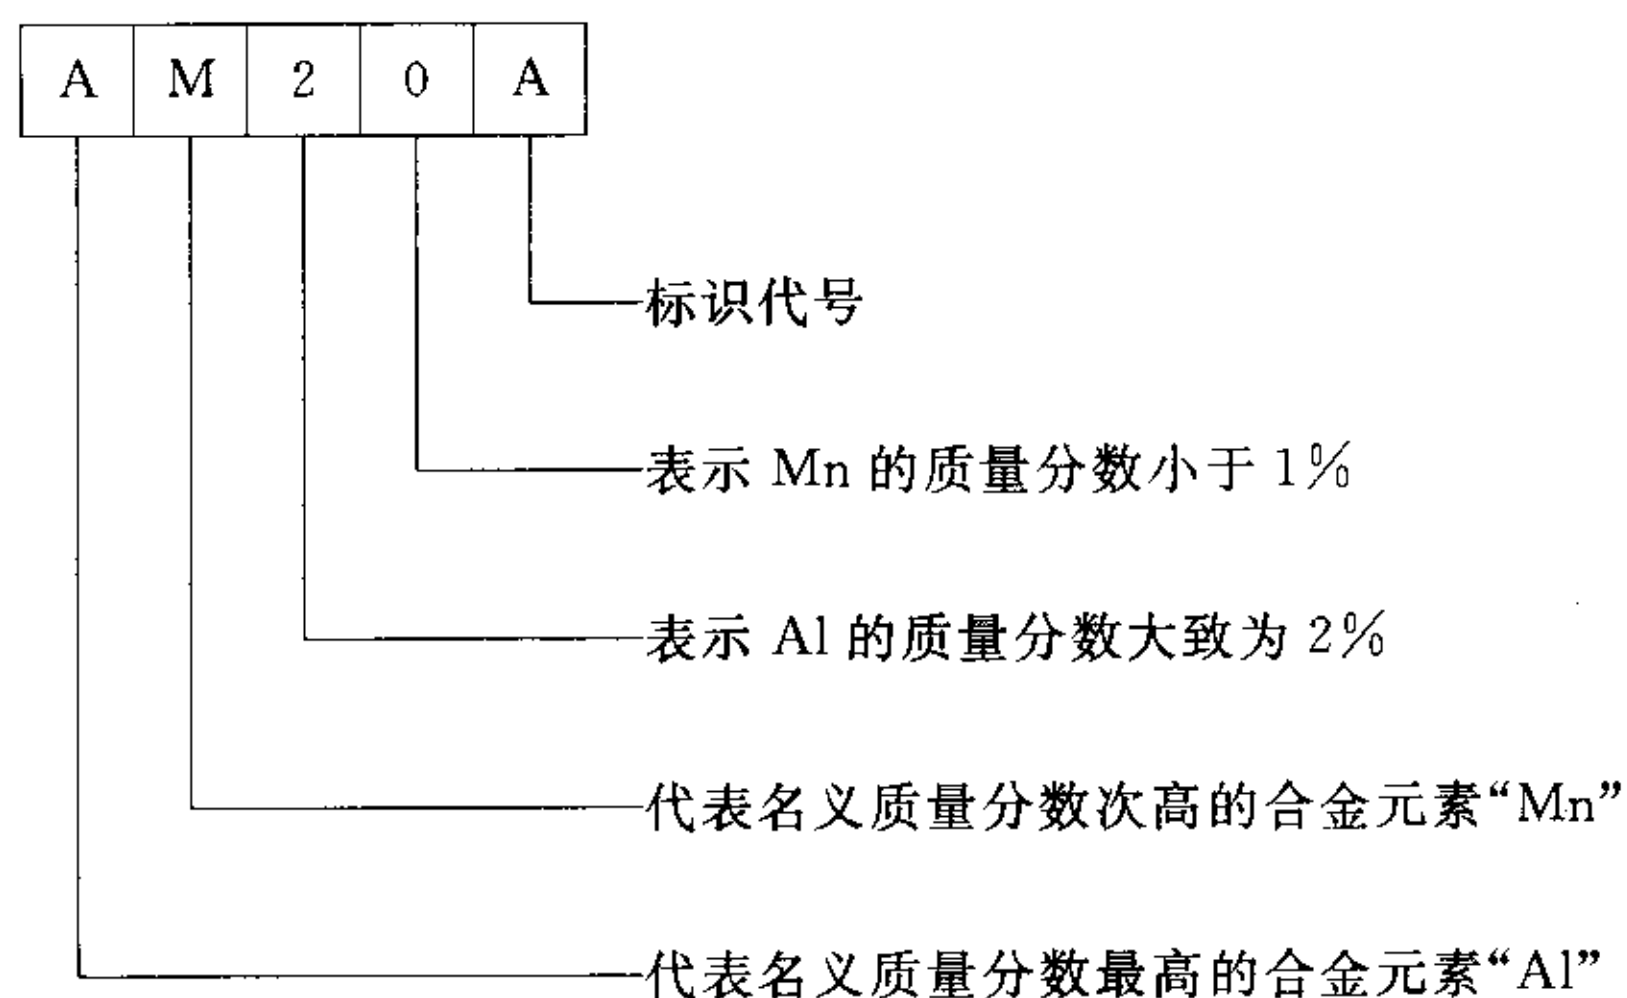 A M 2 0 A
标识代号
表示 Mn 的质量分数小于 1%
表示 Al 的质量分数大致为 2%
代表名义质量分数次高的合金元素“Mn”
代表名义质量分数最高的合金元素“Al”